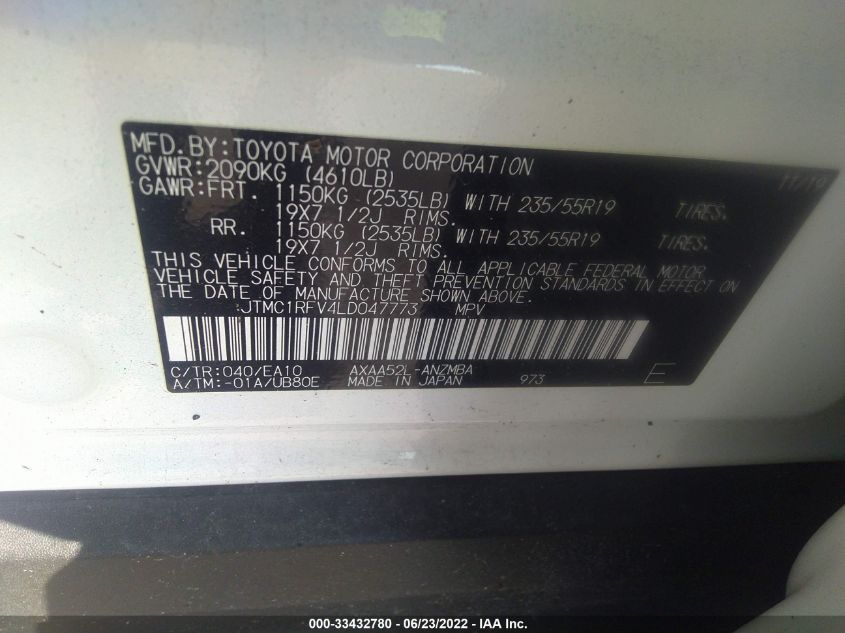 MFD. BY:TOYOTA MOTOR CORPORATION 11/19
GVWR:2090KG (4610LB)
GAWR:FRT. 1150KG (2535LB) WITH 235/55R19 TIRES.
19X7 1/2J RIMS.
RR. 1150KG (2535LB) WITH 235/55R19 TIRES.
19X7 1/2J RIMS.
THIS VEHICLE CONFORMS TO ALL APPLICABLE FEDERAL MOTOR
VEHICLE SAFETY AND THEFT PREVENTION STANDARDS IN EFFECT ON
THE DATE OF MANUFACTURE SHOWN ABOVE.
JTMC1RFV4LD047773 MPV
C/TR:040/EA10 AXAA52L-ANZMBA
A/TM:-01A/UB80E MADE IN JAPAN 973 E
000-33432780 - 06/23/2022 - IAA Inc.